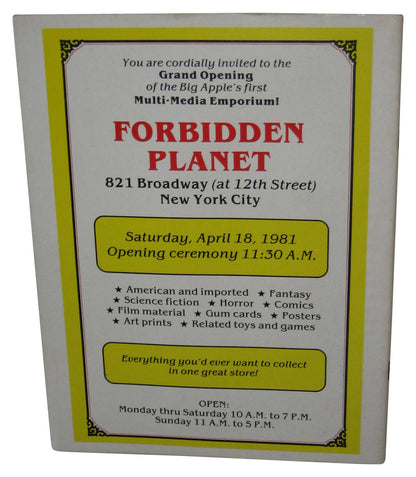 You are cordially invited to the
Grand Opening
of the Big Apple's first
Multi-Media Emporium!
FORBIDDEN
PLANET
821 Broadway (at 12th Street)
New York City
Saturday, April 18, 1981
Opening ceremony 11:30 A.M.
★ American and imported ★ Fantasy
★ Science fiction ★ Horror ★ Comics
★ Film material ★ Gum cards ★ Posters
★ Art prints ★ Related toys and games
Everything you'd ever want to collect
in one great store!
OPEN:
Monday thru Saturday 10 A.M. to 7 P.M.
Sunday 11 A.M. to 5 P.M.